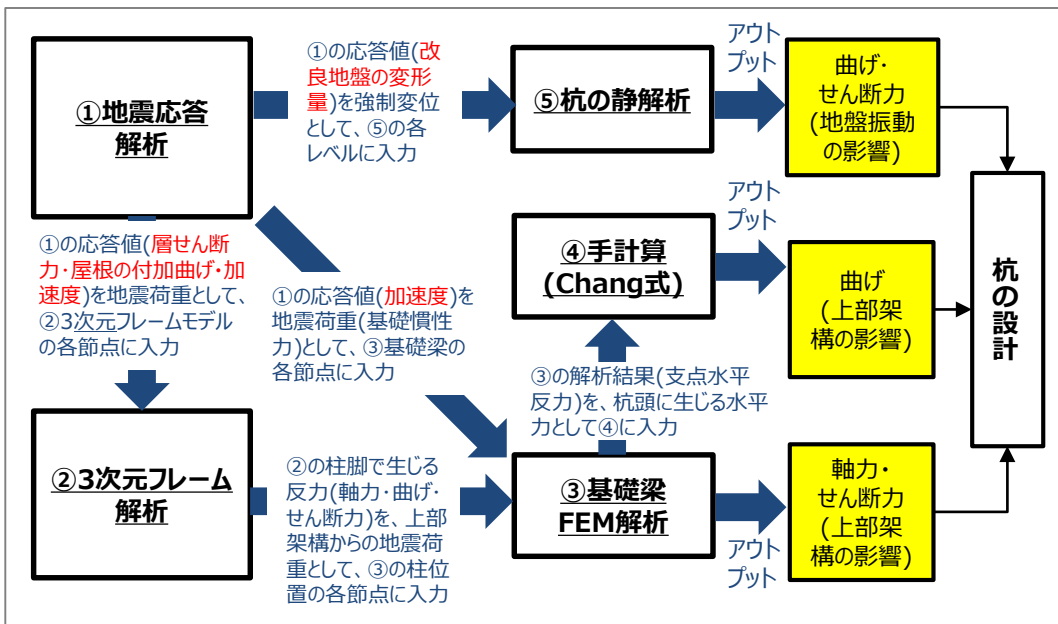 ①地震応答
解析
①の応答値(改
良地盤の変形
量)を強制変位
として、⑤の各
レベルに入力
⑤杭の静解析
アウト
プット
曲げ・
せん断力
(地盤振動
の影響)
①の応答値(層せん断
力・屋根の付加曲げ・加
速度)を地震荷重として、
②3次元フレームモデル
の各節点に入力
①の応答値(加速度)を
地震荷重(基礎慣性
力)として、③基礎梁の
各節点に入力
④手計算
(Chang式)
アウト
プット
曲げ
(上部架
構の影響)
杭の設計
③の解析結果(支点水平
反力)を、杭頭に生じる水平
力として④に入力
②3次元フレーム
解析
②の柱脚で生じる
反力(軸力・曲げ・
せん断力)を、上部
架構からの地震荷
重として、③の柱位
置の各節点に入力
③基礎梁
FEM解析
アウト
プット
軸力・
せん断力
(上部架
構の影響)